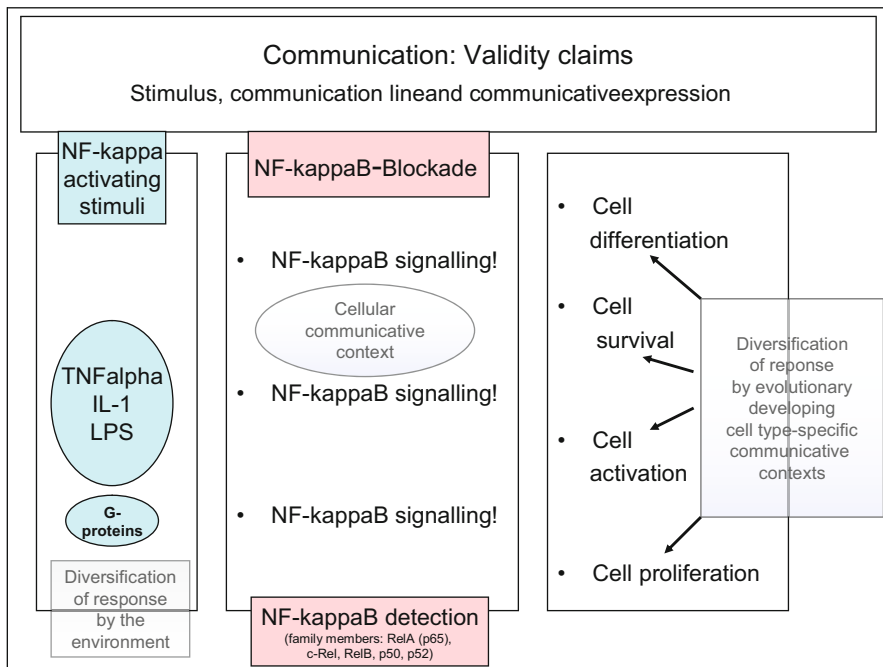 Communication: Validity claims
Stimulus, communication lineand communicativeexpression
NF-kappa
activating
stimuli
TNFalpha
IL-1
LPS
G-
proteins
Diversification
of response
by the
environment
NF-kappaB-Blockade
• NF-kappaB signalling!
Cellular
communicative
context
• NF-kappaB signalling!
• NF-kappaB signalling!
NF-kappaB detection
(family members: RelA (p65),
c-Rel, RelB, p50, p52)
• Cell
differentiation
• Cell
survival
• Cell
activation
• Cell proliferation
Diversification
of reponse
by evolutionary
developing
cell type-specific
communicative
contexts